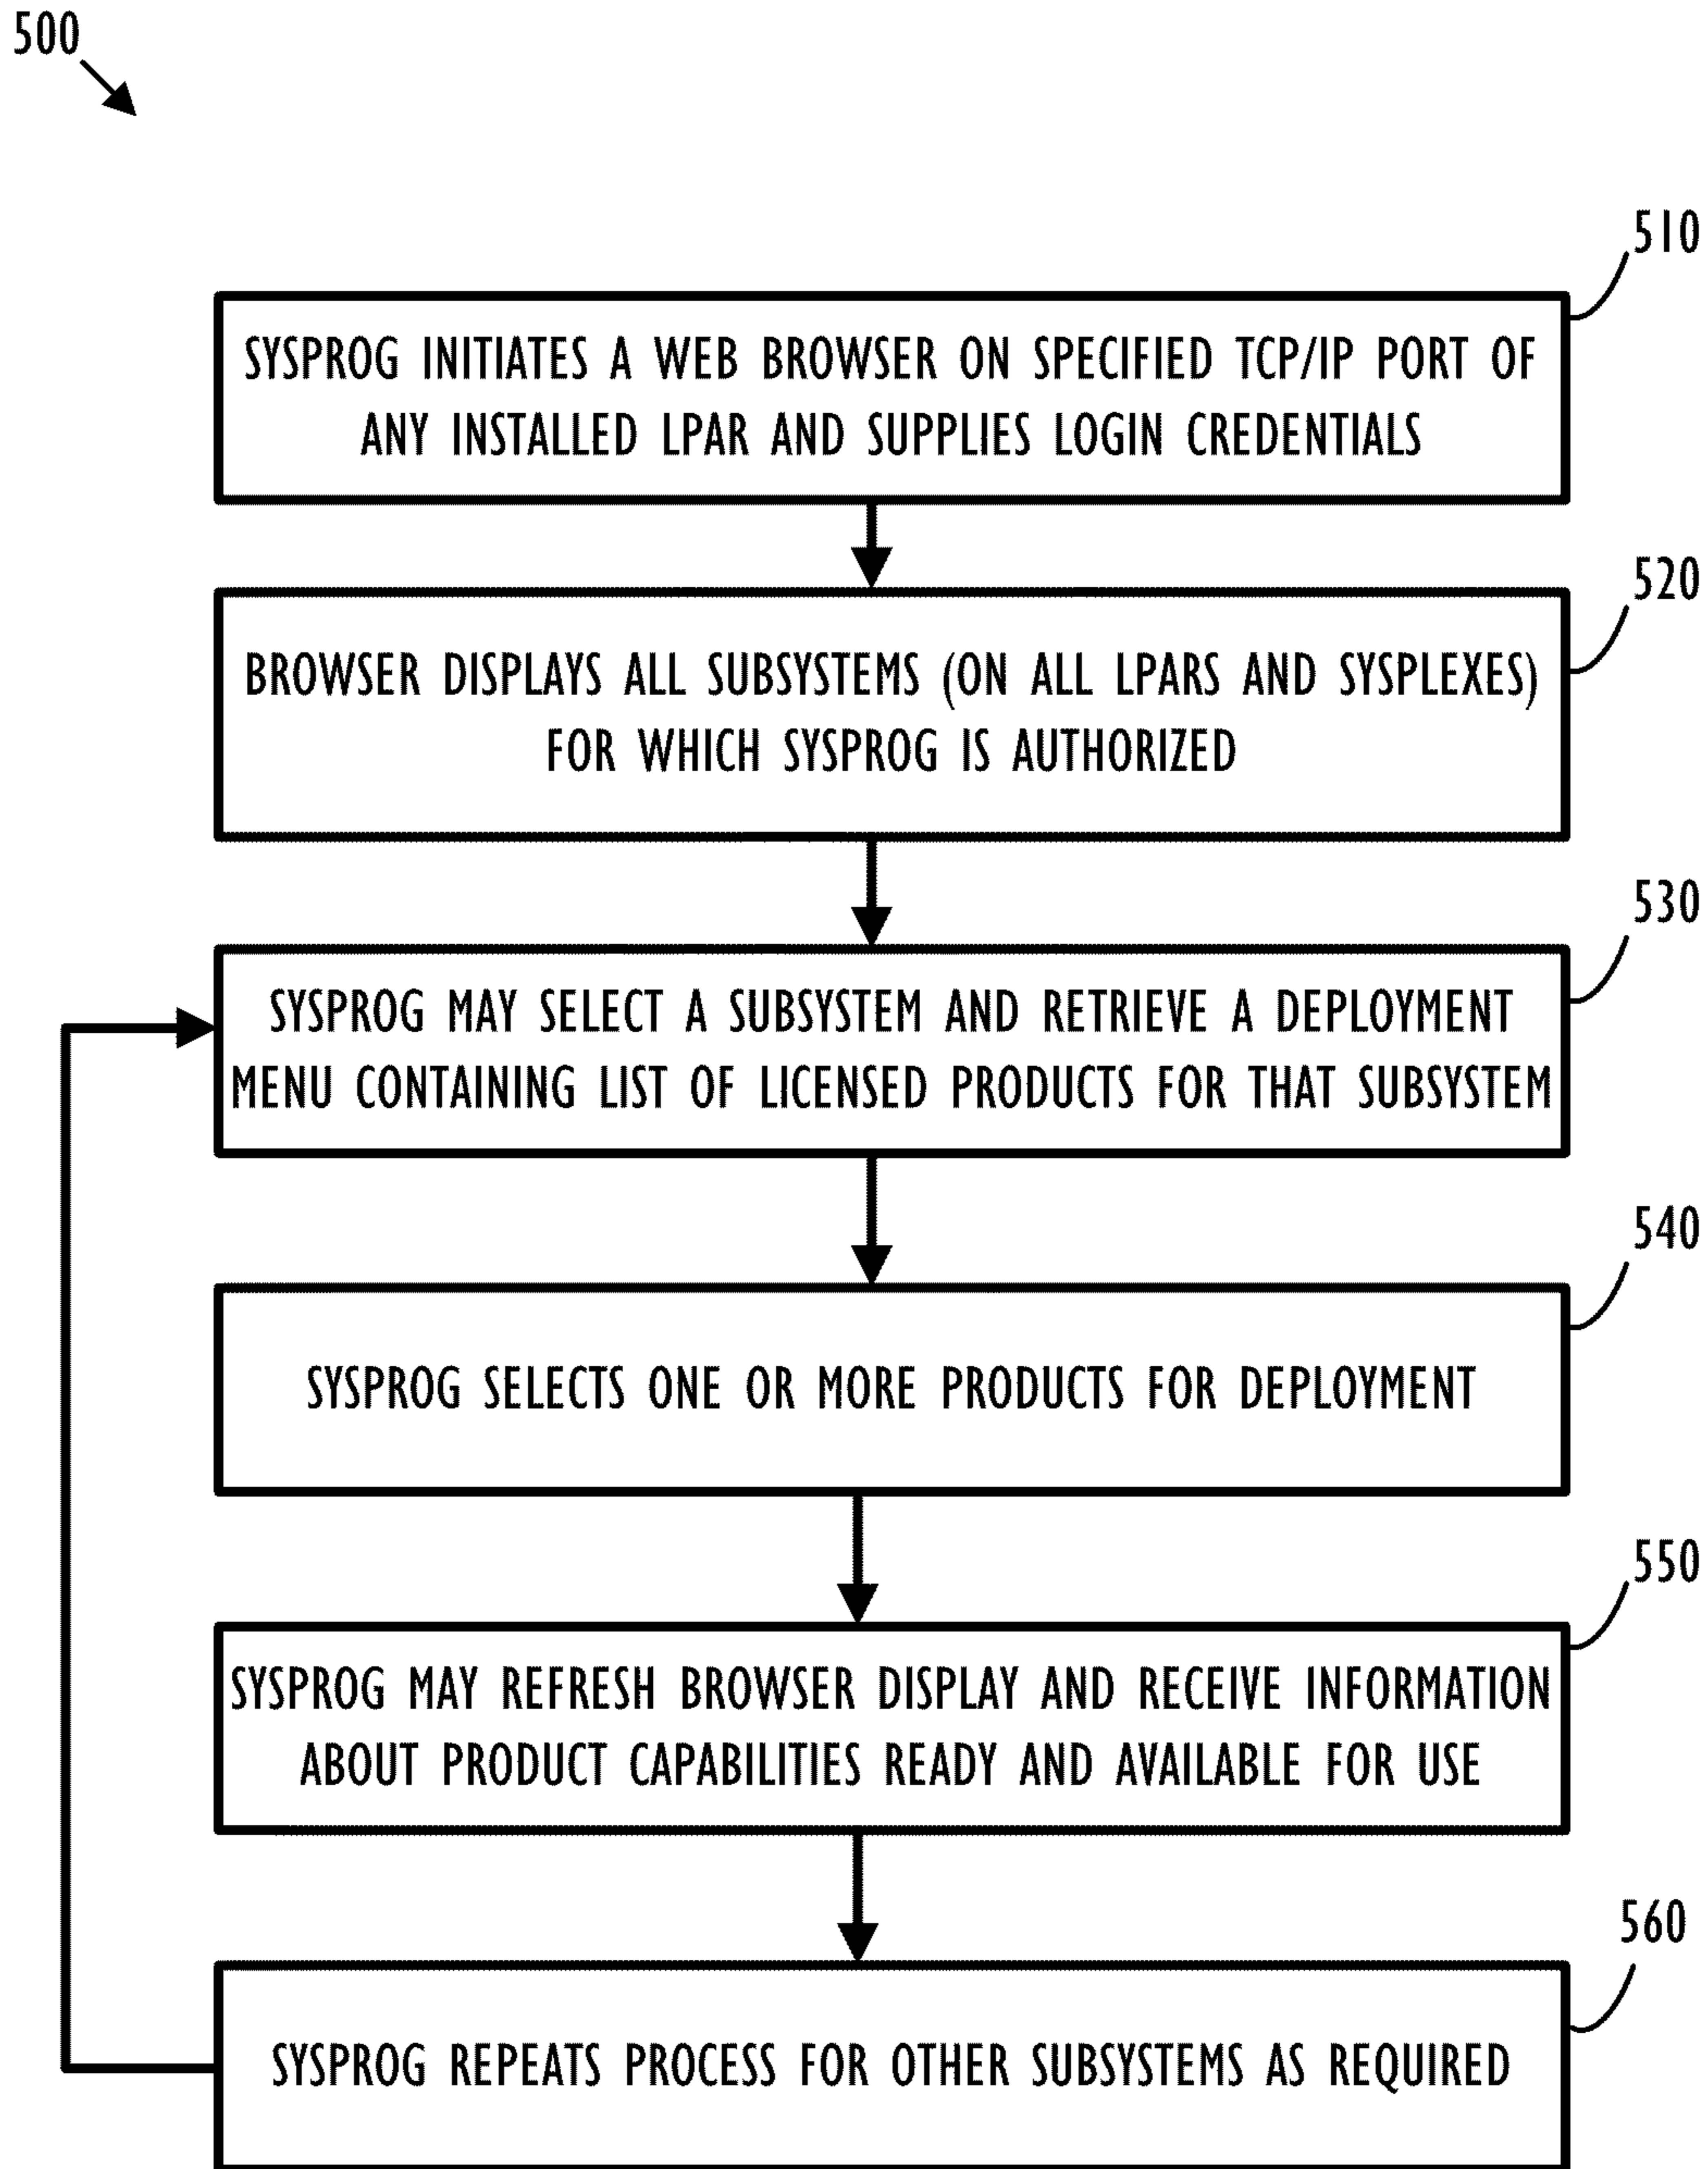 500
510
SYSPROG INITIATES A WEB BROWSER ON SPECIFIED TCP/IP PORT OF
ANY INSTALLED LPAR AND SUPPLIES LOGIN CREDENTIALS
520
BROWSER DISPLAYS ALL SUBSYSTEMS (ON ALL LPARS AND SYSPLEXES)
FOR WHICH SYSPROG IS AUTHORIZED
530
SYSPROG MAY SELECT A SUBSYSTEM AND RETRIEVE A DEPLOYMENT
MENU CONTAINING LIST OF LICENSED PRODUCTS FOR THAT SUBSYSTEM
540
SYSPROG SELECTS ONE OR MORE PRODUCTS FOR DEPLOYMENT
550
SYSPROG MAY REFRESH BROWSER DISPLAY AND RECEIVE INFORMATION
ABOUT PRODUCT CAPABILITIES READY AND AVAILABLE FOR USE
560
SYSPROG REPEATS PROCESS FOR OTHER SUBSYSTEMS AS REQUIRED